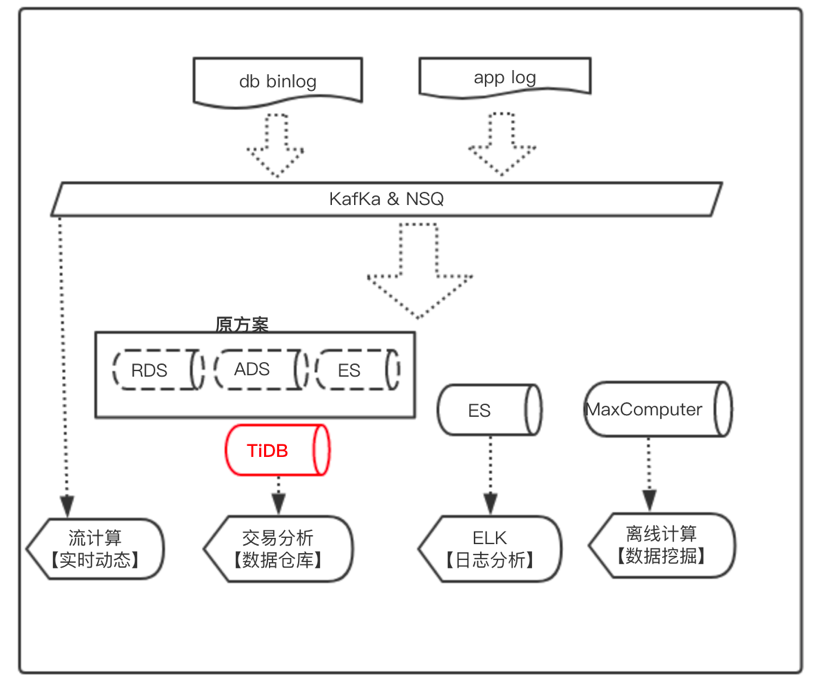 db binlog
app log
KafKa & NSQ
原方案
RDS
ADS
ES
ES
MaxComputer
TiDB
流计算
【实时动态】
交易分析
【数据仓库】
ELK
【日志分析】
离线计算
【数据挖掘】